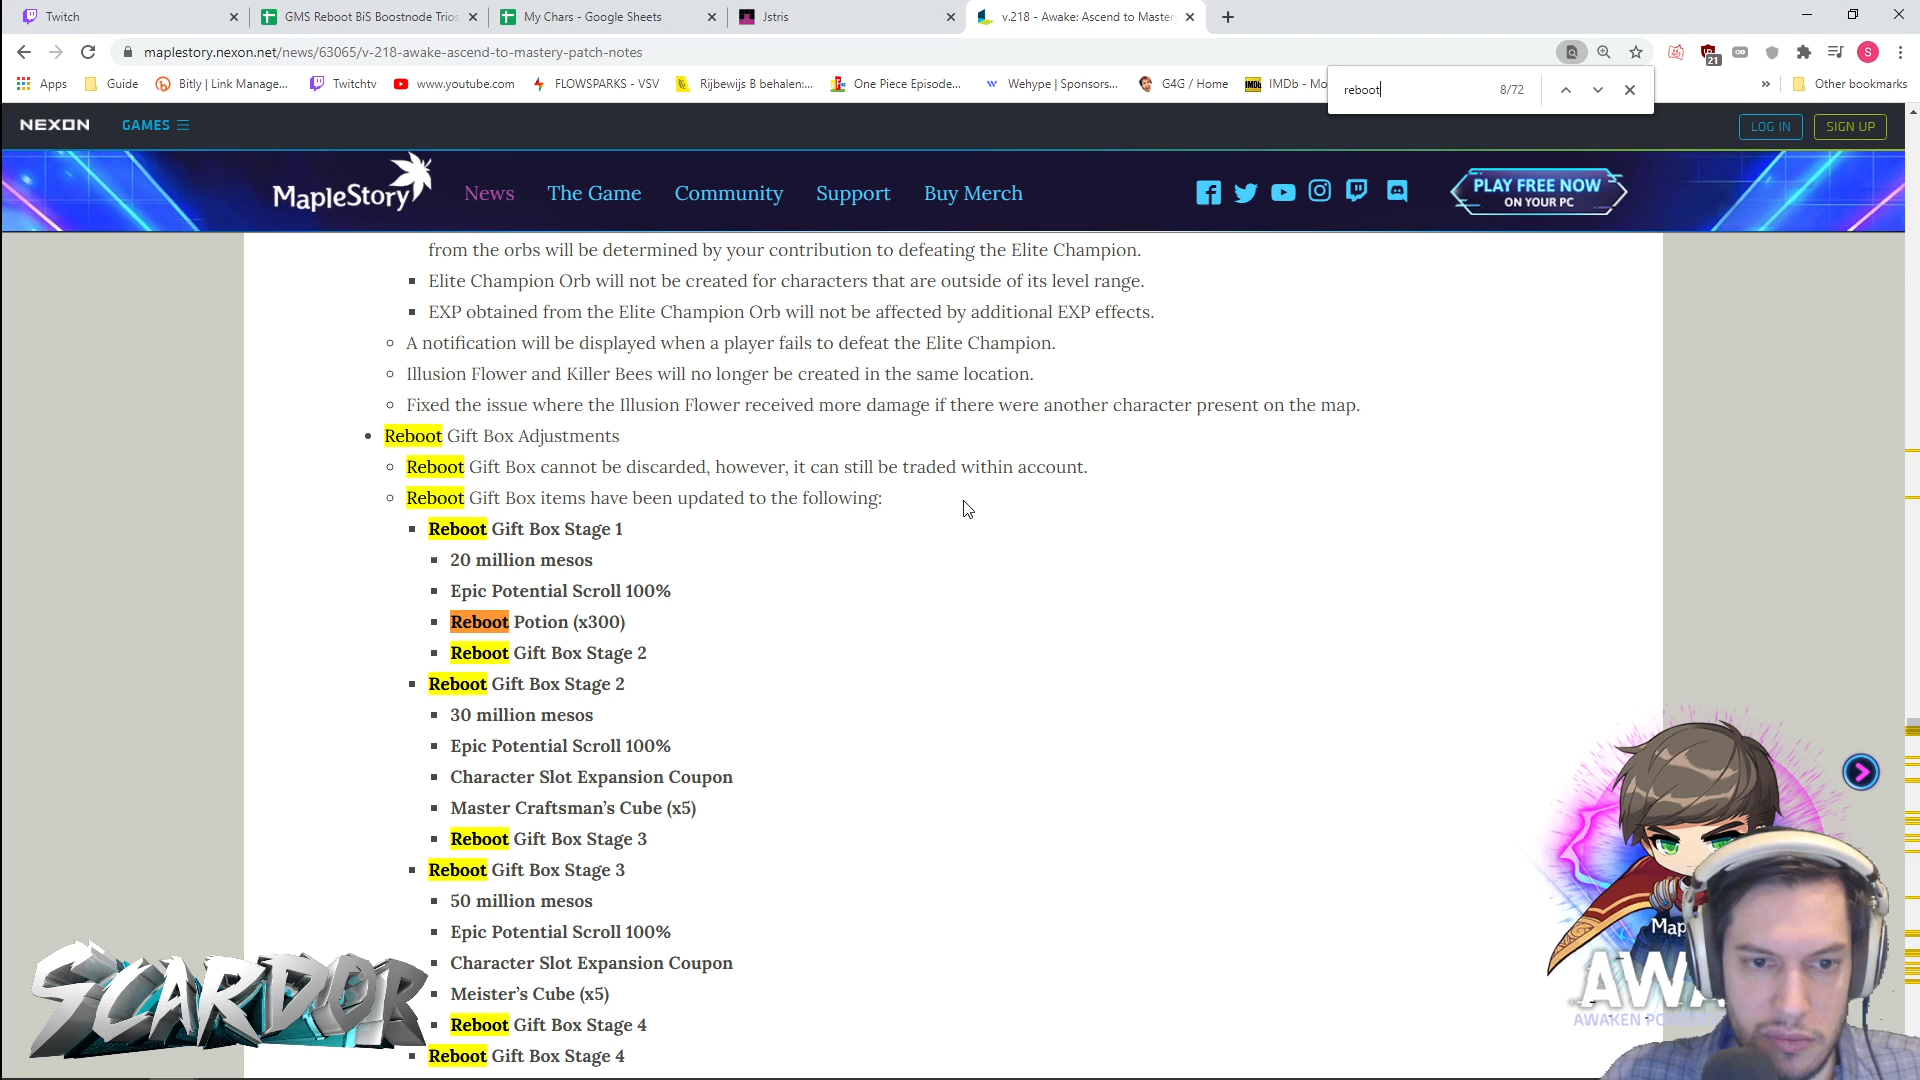 Twitch
GMS Reboot BiS Boostnode Trios
My Chars - Google Sheets
Jstris
v.218 - Awake: Ascend to Master
maplestory.nexon.net/news/63065/v-218-awake-ascend-to-mastery-patch-notes
21
S
Apps
Guide
Bitly | Link Manage...
Twitchtv
www.youtube.com
FLOWSPARKS - VSV
Rijbewijs B behalen:...
One Piece Episode...
Wehype | Sponsors...
G4G / Home
IMDb - Mo
»
Other bookmarks
reboot
8/72
NEXON
GAMES
LOG IN
SIGN UP
MapleStory
News
The Game
Community
Support
Buy Merch
PLAY FREE NOW
ON YOUR PC
from the orbs will be determined by your contribution to defeating the Elite Champion.
Elite Champion Orb will not be created for characters that are outside of its level range.
EXP obtained from the Elite Champion Orb will not be affected by additional EXP effects.
A notification will be displayed when a player fails to defeat the Elite Champion.
Illusion Flower and Killer Bees will no longer be created in the same location.
Fixed the issue where the Illusion Flower received more damage if there were another character present on the map.
Reboot Gift Box Adjustments
Reboot Gift Box cannot be discarded, however, it can still be traded within account.
Reboot Gift Box items have been updated to the following:
Reboot Gift Box Stage 1
20 million mesos
Epic Potential Scroll 100%
Reboot Potion (x300)
Reboot Gift Box Stage 2
Reboot Gift Box Stage 2
30 million mesos
Epic Potential Scroll 100%
Character Slot Expansion Coupon
Master Craftsman’s Cube (x5)
Reboot Gift Box Stage 3
Reboot Gift Box Stage 3
50 million mesos
Epic Potential Scroll 100%
Character Slot Expansion Coupon
Meister’s Cube (x5)
Reboot Gift Box Stage 4
Reboot Gift Box Stage 4
SCARDOR
Map
AWA
AWAKEN PO